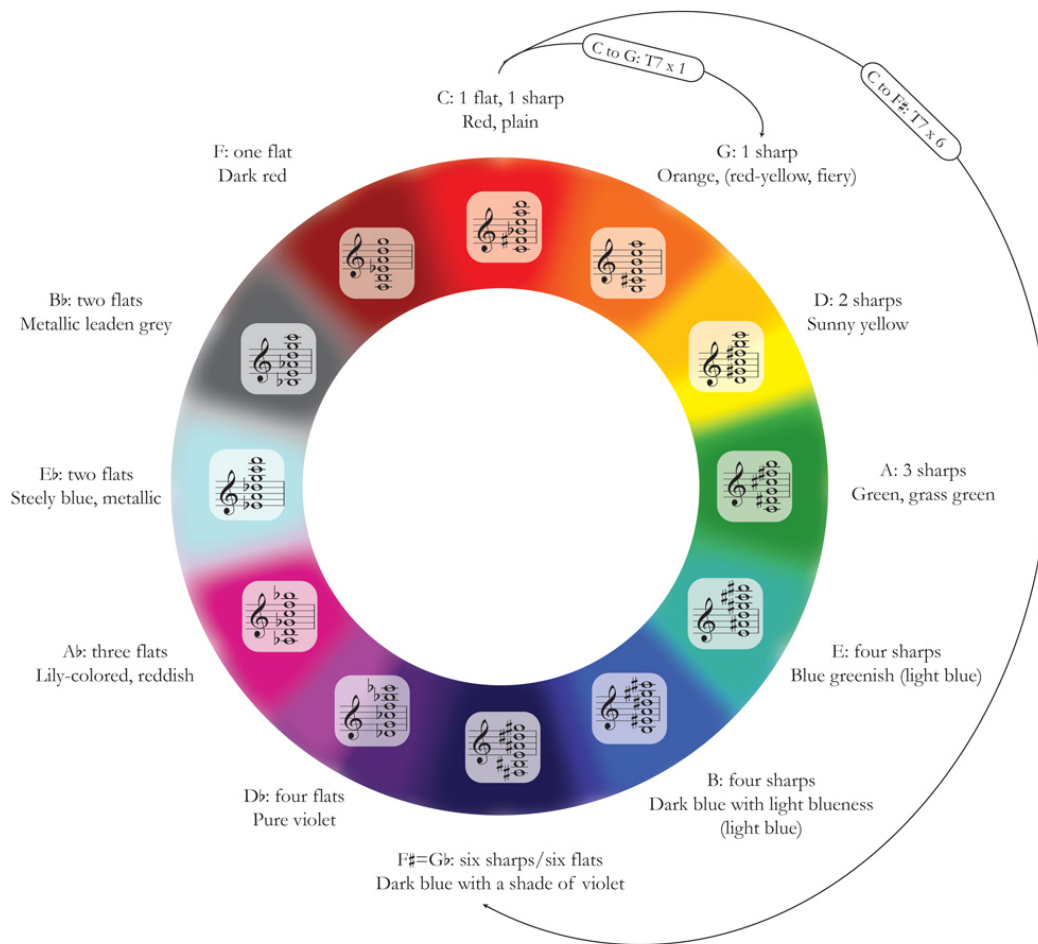 C to G: T7 x 1
C to F♯: T7 x 6
C: 1 flat, 1 sharp
Red, plain
F: one flat
Dark red
G: 1 sharp
Orange, (red-yellow, fiery)
B♭: two flats
Metallic leaden grey
D: 2 sharps
Sunny yellow
E♭: two flats
Steely blue, metallic
A: 3 sharps
Green, grass green
A♭: three flats
Lily-colored, reddish
E: four sharps
Blue greenish (light blue)
D♭: four flats
Pure violet
B: four sharps
Dark blue with light blueness
(light blue)
F♯=G♭: six sharps/six flats
Dark blue with a shade of violet